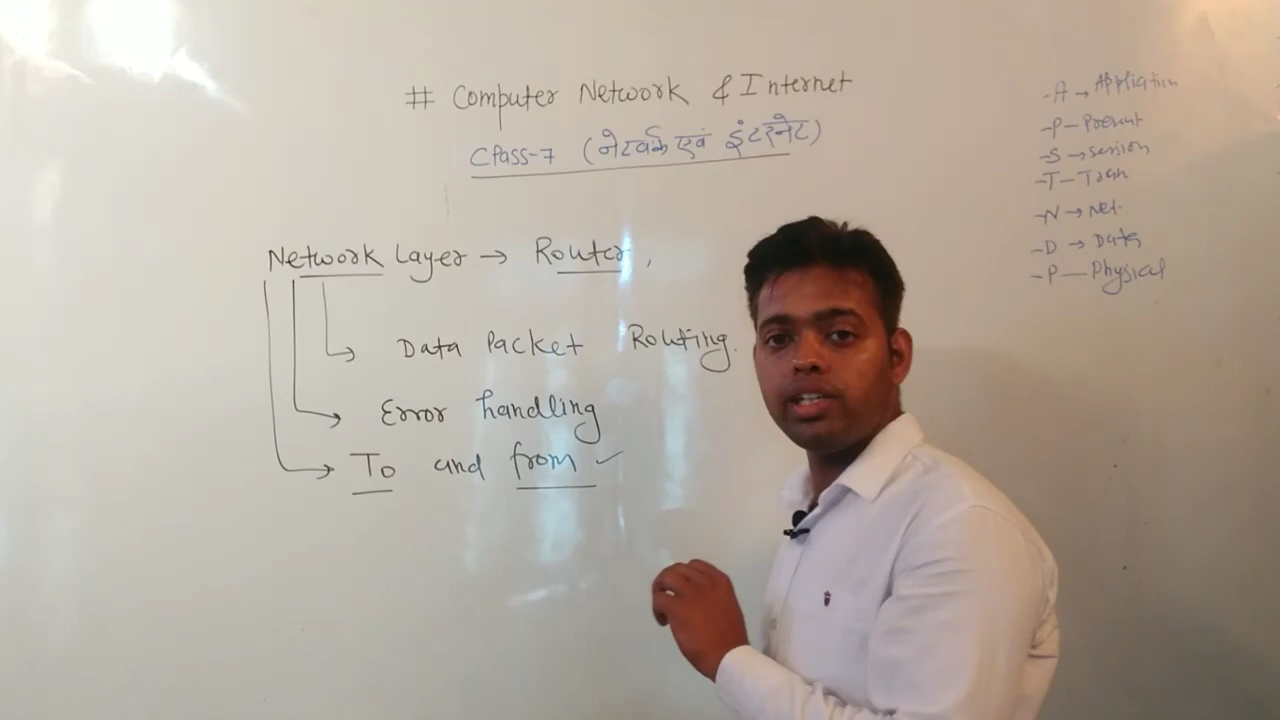 # Computer Network & Internet
Class-7 (नेटवर्क एवं इंटरनेट)
Network Layer → Router,
Data Packet Routing.
Error handling
To and from ✓
-A → Application
-P - Present
-S → Session
-T - Tran
-N → Net.
-D → Data
-P — Physical